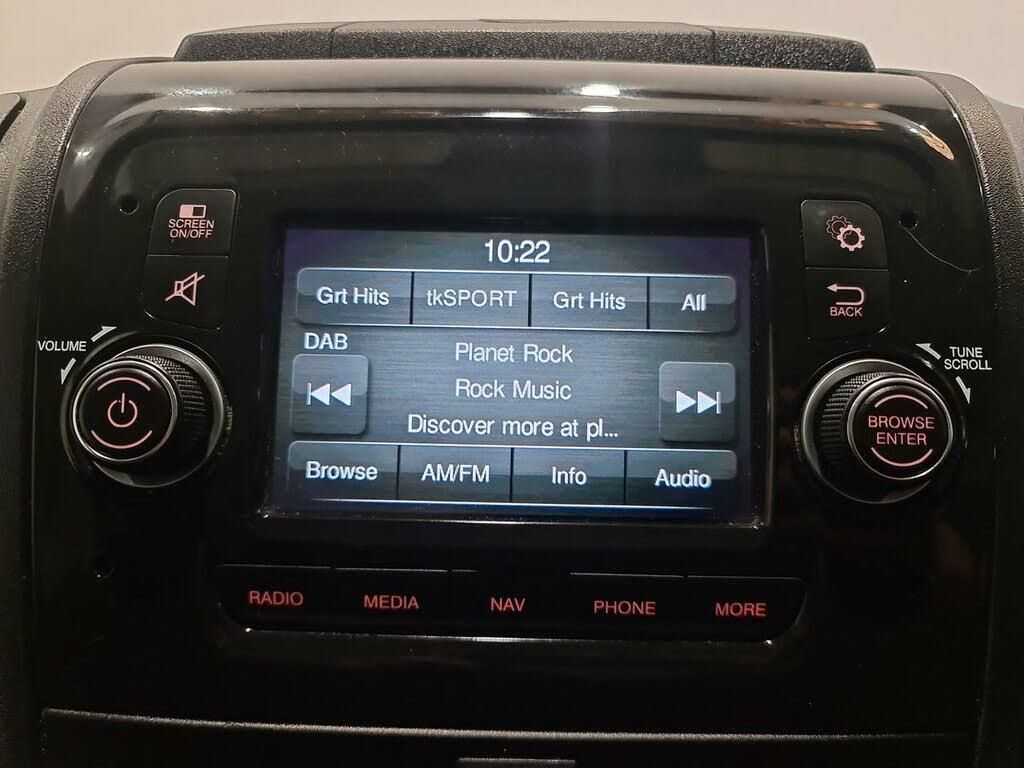 10:22
SCREEN
ON/OFF
Grt Hits tkSPORT Grt Hits All
BACK
VOLUME
DAB
Planet Rock
TUNE
SCROLL
Rock Music
BROWSE
ENTER
Discover more at pl...
Browse AM/FM Info Audio
RADIO MEDIA NAV PHONE MORE